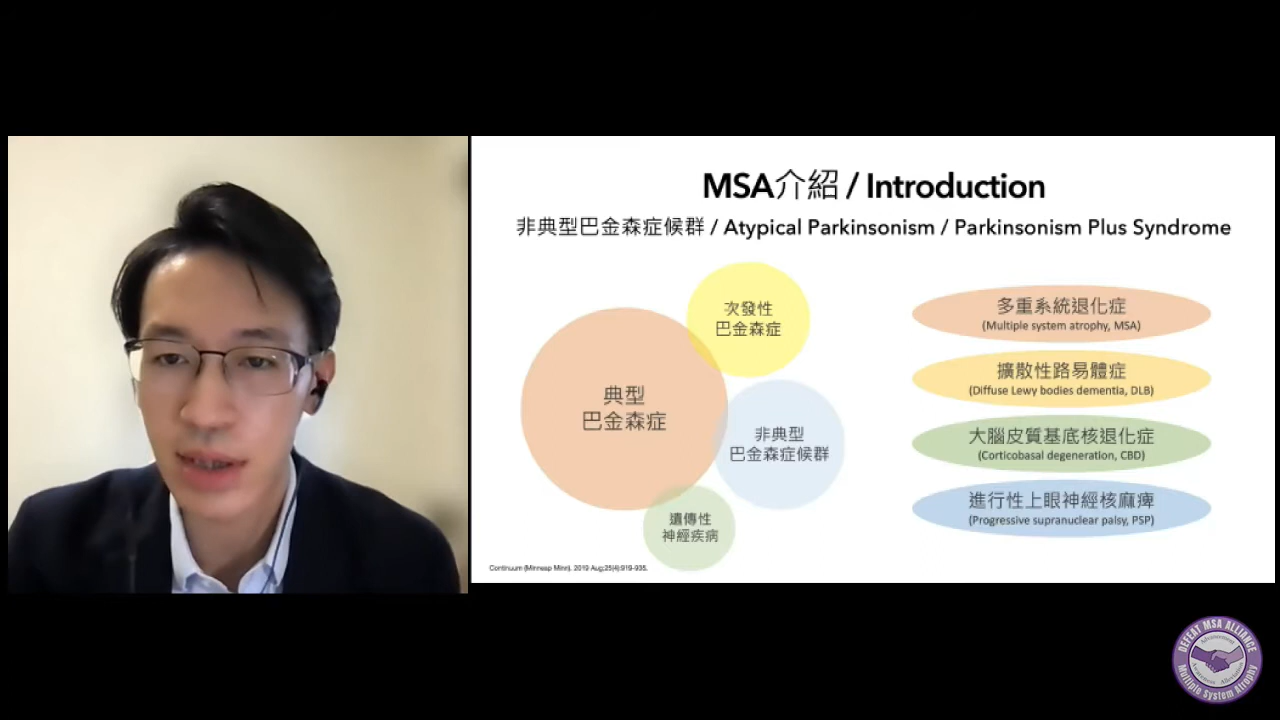 MSA介紹 / Introduction
非典型巴金森症候群 / Atypical Parkinsonism / Parkinsonism Plus Syndrome
次發性
巴金森症
典型
巴金森症
非典型
巴金森症候群
遺傳性
神經疾病
多重系統退化症
(Multiple system atrophy, MSA)
擴散性路易體症
(Diffuse Lewy bodies dementia, DLB)
大腦皮質基底核退化症
(Corticobasal degeneration, CBD)
進行性上眼神經核麻痺
(Progressive supranuclear palsy, PSP)
Continuum (Minneap Minn). 2019 Aug;25(4):919-935.
DEFEAT MSA ALLIANCE
Multiple System Atrophy